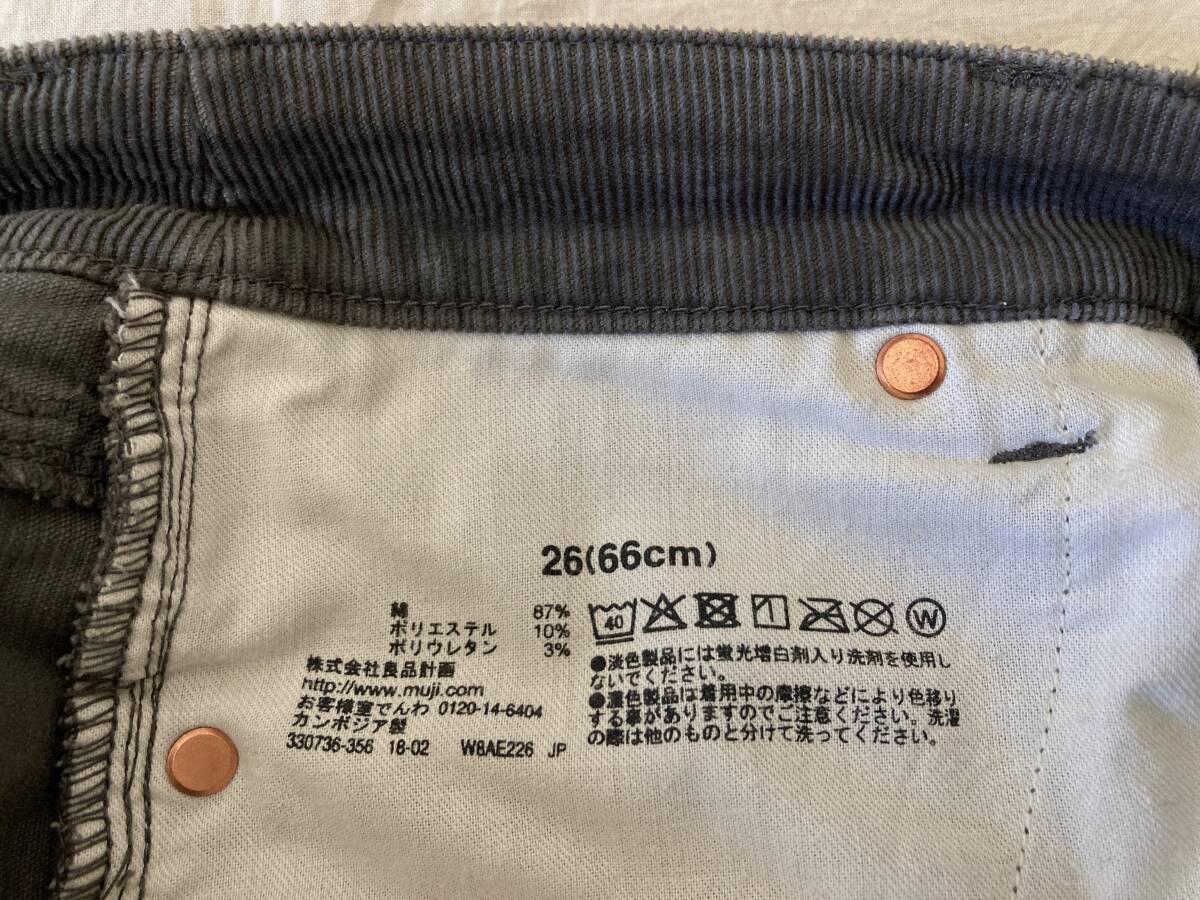 26(66cm)
綿 87%
ポリエステル 10%
ポリウレタン 3%
株式会社良品計画
http://www.muji.com
お客様室でんわ 0120-14-6404
カンボジア製
330736-356 18-02 W8AE226 JP
40
W
●淡色製品には蛍光増白剤入り洗剤を使用し
ないでください。
●濃色製品は着用中の摩擦などにより色移り
する事がありますのでご注意ください。洗濯
の際は他のものと分けて洗ってください。